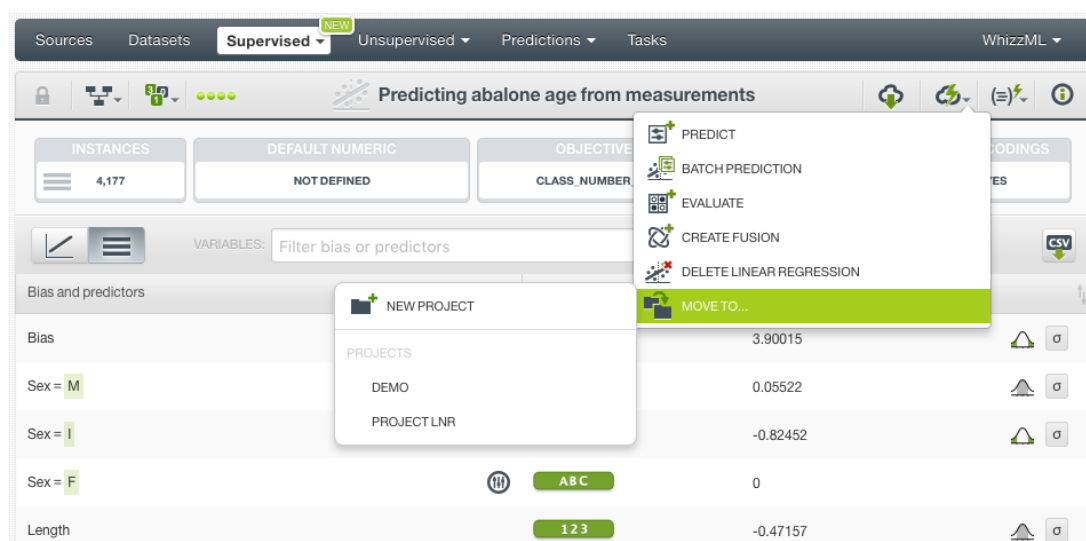 NEW
Sources Datasets Supervised Unsupervised Predictions Tasks WhizzML
Predicting abalone age from measurements
INSTANCES DEFAULT NUMERIC OBJECTIVE ODINGS
4,177 NOT DEFINED CLASS_NUMBER_ ES
PREDICT
BATCH PREDICTION
EVALUATE
CREATE FUSION
DELETE LINEAR REGRESSION
MOVE TO...
VARIABLES: Filter bias or predictors CSV
NEW PROJECT
PROJECTS
DEMO
PROJECT LNR
Bias and predictors
Bias 3.90015 σ
Sex = M 0.05522 σ
Sex = I -0.82452 σ
Sex = F ABC 0
Length 123 -0.47157 σ